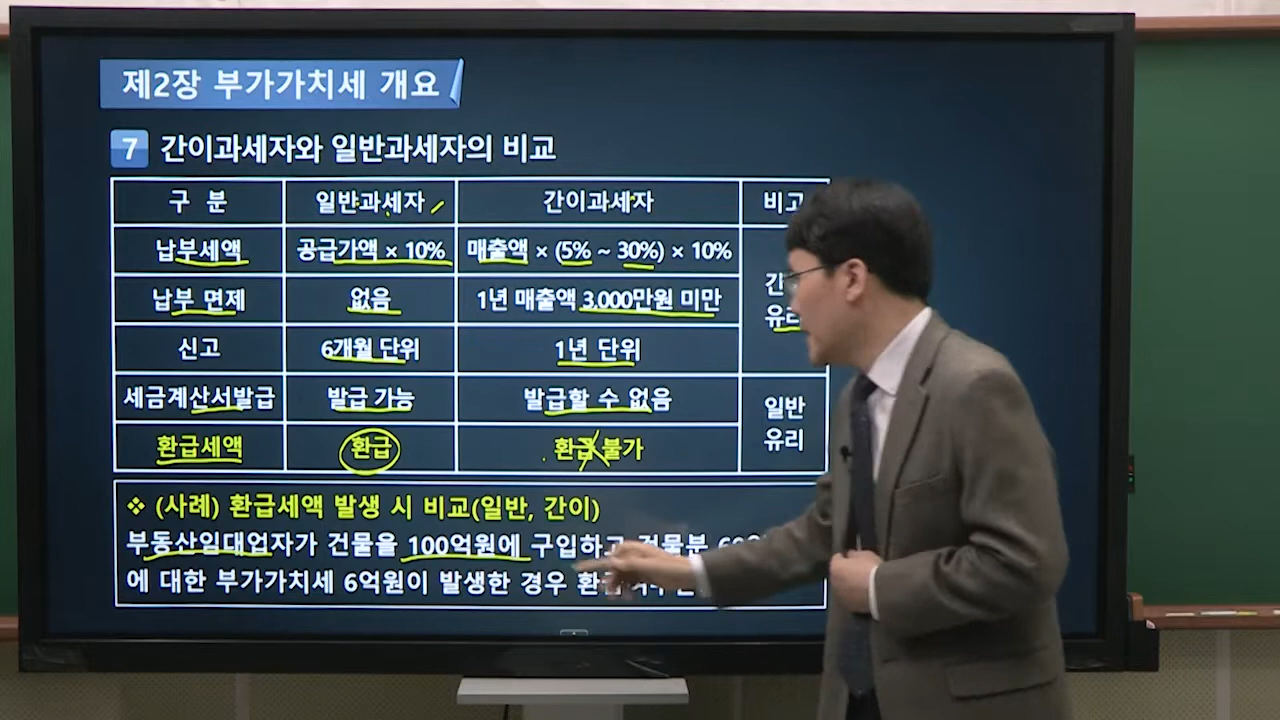 제2장 부가가치세 개요
7 간이과세자와 일반과세자의 비교
구 분 일반과세자 간이과세자 비고
납부세액 공급가액 × 10% 매출액 × (5% ~ 30%) × 10%
납부 면제 없음 1년 매출액 3.000만원 미만 간
유리
신고 6개월 단위 1년 단위
세금계산서발급 발급 가능 발급할 수 없음 일반
유리
환급세액 환급 환급 불가
❖ (사례) 환급세액 발생 시 비교(일반, 간이)
부동산임대업자가 건물을 100억원에 구입하고 건물분
에 대한 부가가치세 6억원이 발생한 경우